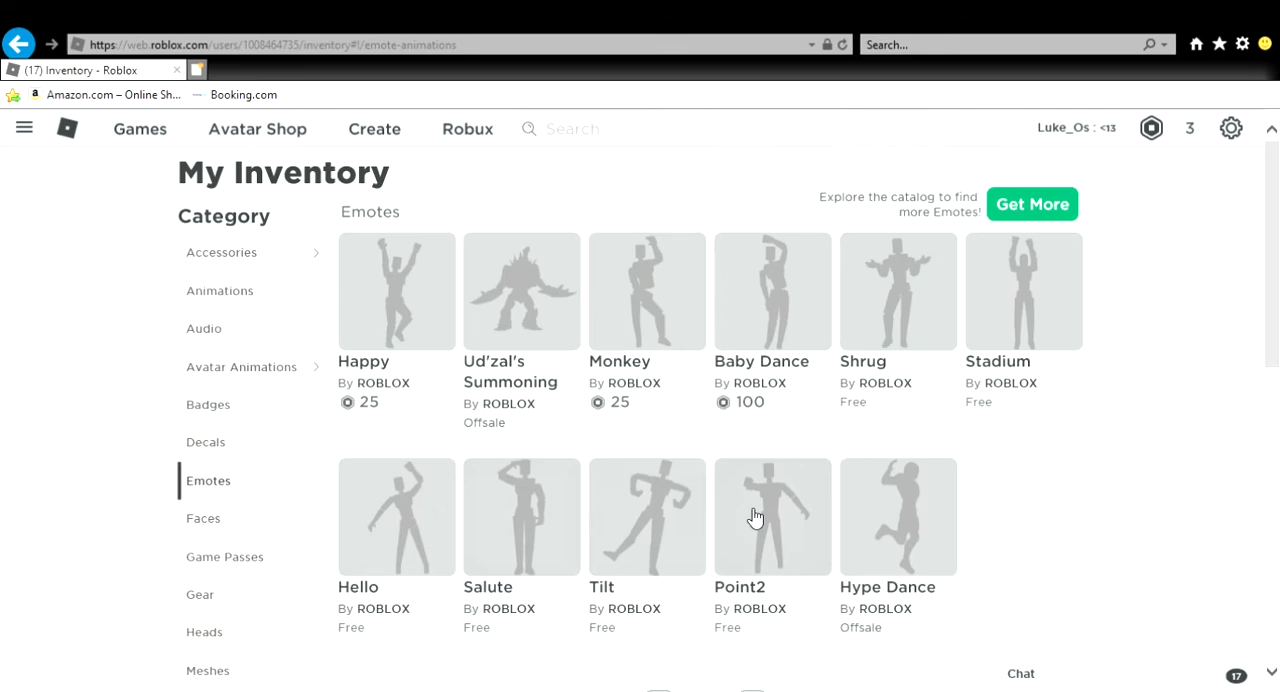 https://web.roblox.com/users/1008464735/inventory#!/emote-animations
Search...
(17) Inventory - Roblox
Amazon.com – Online Sh...
Booking.com
Games
Avatar Shop
Create
Robux
Search
Luke_Os : <13
3
My Inventory
Category
Accessories
Animations
Audio
Avatar Animations
Badges
Decals
Emotes
Faces
Game Passes
Gear
Heads
Meshes
Emotes
Explore the catalog to find
more Emotes!
Get More
Happy
By ROBLOX
25
Ud'zal's
Summoning
By ROBLOX
Offsale
Monkey
By ROBLOX
25
Baby Dance
By ROBLOX
100
Shrug
By ROBLOX
Free
Stadium
By ROBLOX
Free
Hello
By ROBLOX
Free
Salute
By ROBLOX
Free
Tilt
By ROBLOX
Free
Point2
By ROBLOX
Free
Hype Dance
By ROBLOX
Offsale
Chat
17